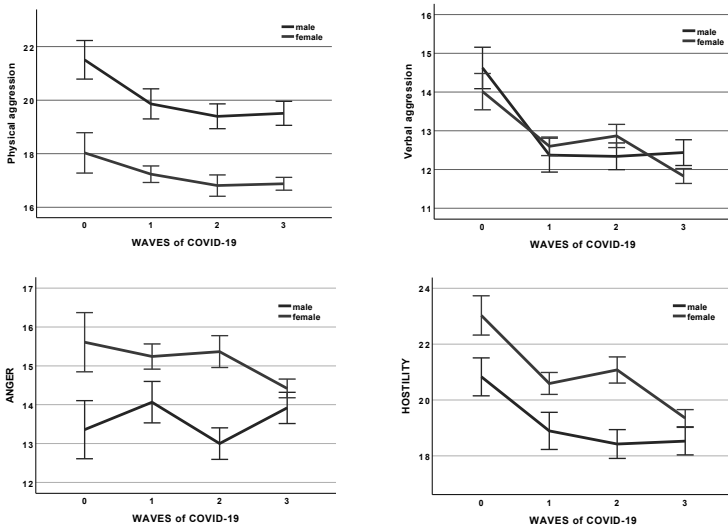 male
female
22
20
18
16
Physical aggression
0 1 2 3
WAVES of COVID-19
male
female
16
15
14
13
12
11
Verbal aggression
0 1 2 3
WAVES of COVID-19
male
female
17
16
15
14
13
12
ANGER
0 1 2 3
WAVES of COVID-19
male
female
24
22
20
18
HOSTILITY
0 1 2 3
WAVES of COVID-19